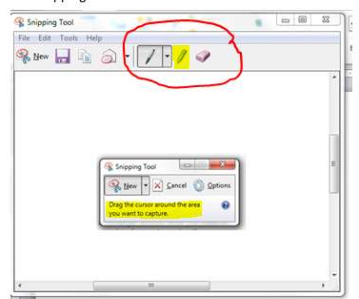 Snipping Tool
File Edit Tools Help
New
Snipping Tool
New Cancel Options
Drag the cursor around the area
you want to capture.